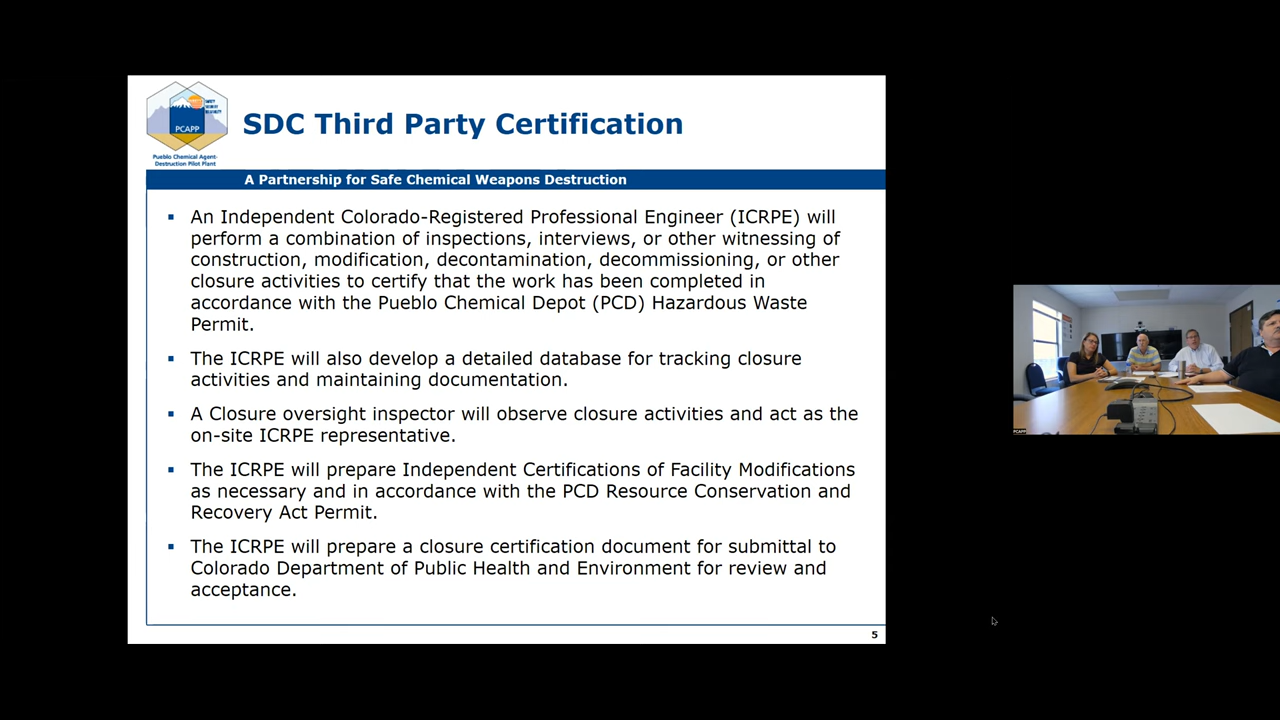 SDC Third Party Certification
PCAPP
Pueblo Chemical Agent-
Destruction Pilot Plant
A Partnership for Safe Chemical Weapons Destruction
▪ An Independent Colorado-Registered Professional Engineer (ICRPE) will
perform a combination of inspections, interviews, or other witnessing of
construction, modification, decontamination, decommissioning, or other
closure activities to certify that the work has been completed in
accordance with the Pueblo Chemical Depot (PCD) Hazardous Waste
Permit.
▪ The ICRPE will also develop a detailed database for tracking closure
activities and maintaining documentation.
▪ A Closure oversight inspector will observe closure activities and act as the
on-site ICRPE representative.
▪ The ICRPE will prepare Independent Certifications of Facility Modifications
as necessary and in accordance with the PCD Resource Conservation and
Recovery Act Permit.
▪ The ICRPE will prepare a closure certification document for submittal to
Colorado Department of Public Health and Environment for review and
acceptance.
5
PCAPP